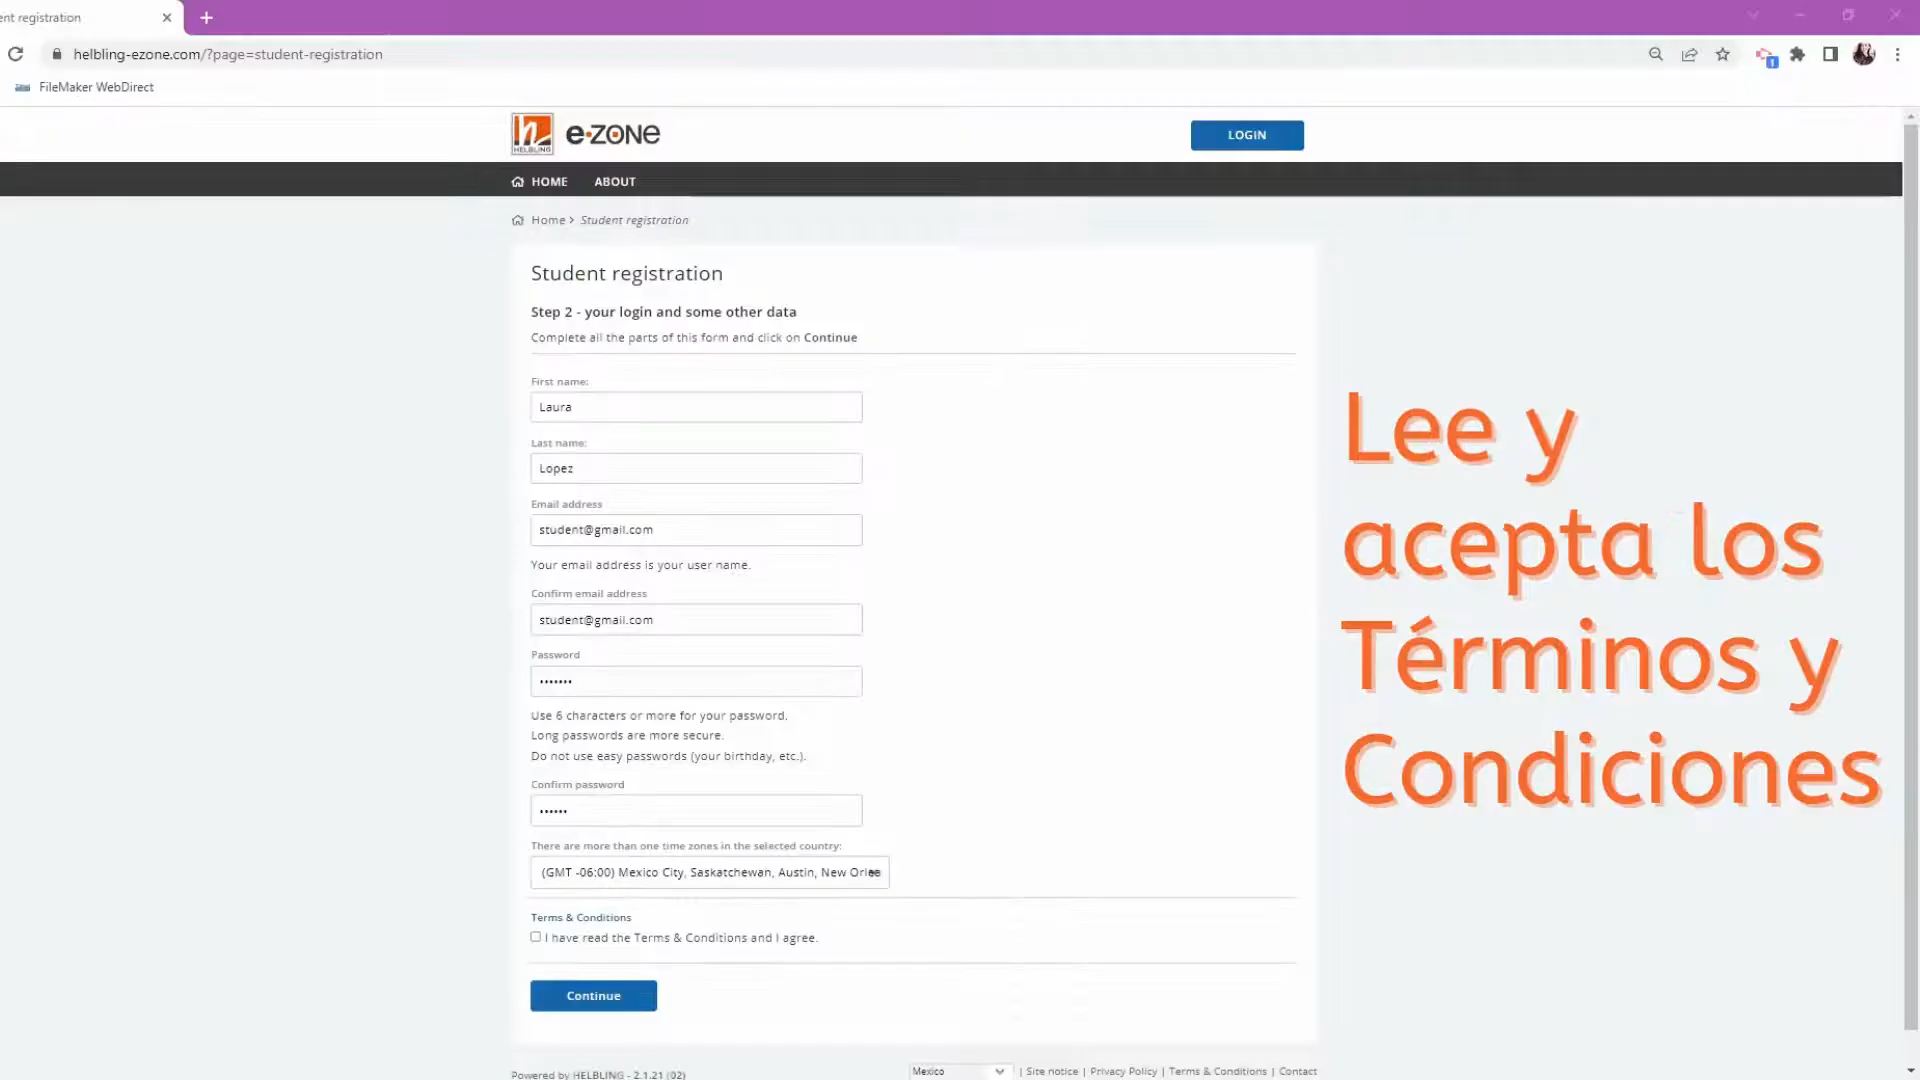 ent registration
helbling-ezone.com/?page=student-registration
1
FileMaker WebDirect
h
HELBLING
e·zone
LOGIN
HOME ABOUT
Home > Student registration
Student registration
Step 2 - your login and some other data
Complete all the parts of this form and click on Continue
First name:
Laura
Last name:
Lopez
Email address
student@gmail.com
Your email address is your user name.
Confirm email address
student@gmail.com
Password
•••••••
Use 6 characters or more for your password.
Long passwords are more secure.
Do not use easy passwords (your birthday, etc.).
Confirm password
••••••
There are more than one time zones in the selected country:
(GMT -06:00) Mexico City, Saskatchewan, Austin, New Orlea
Terms & Conditions
I have read the Terms & Conditions and I agree.
Continue
Lee y
acepta los
Términos y
Condiciones
Powered by HELBLING - 2.1.21 (02)
Mexico | Site notice | Privacy Policy | Terms & Conditions | Contact